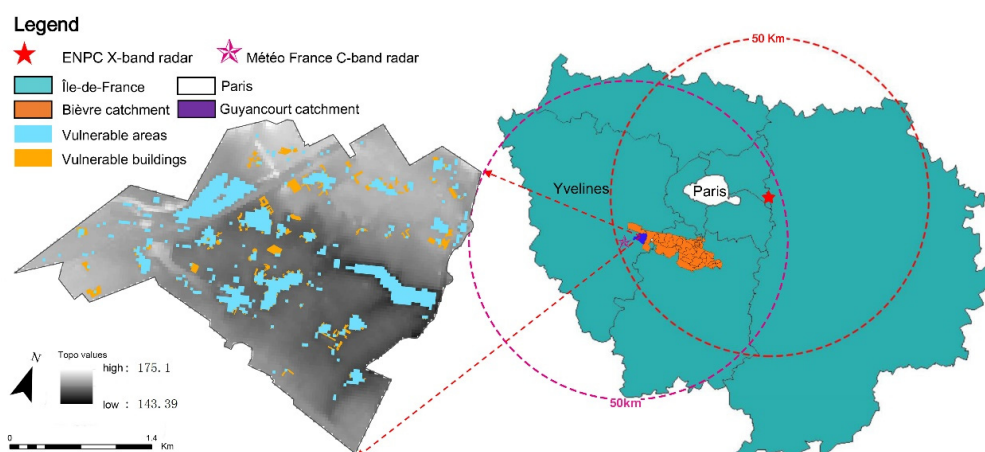 Legend
ENPC X-band radar
Météo France C-band radar
Île-de-France
Paris
Bièvre catchment
Guyancourt catchment
Vulnerable areas
Vulnerable buildings
50 Km
Yvelines
Paris
50km
N
Topo values
high : 175.1
low : 143.39
0
1.4
Km